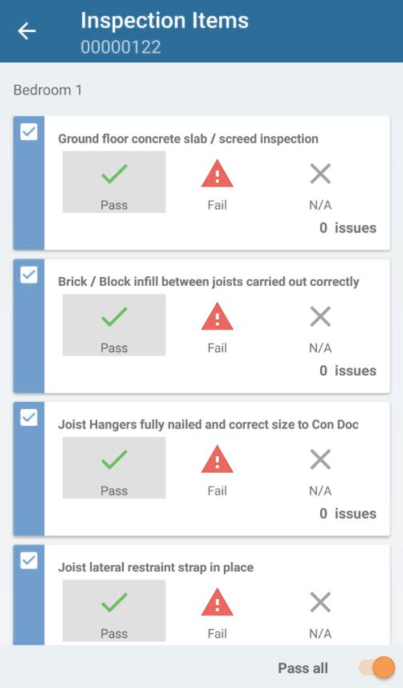 Inspection Items
00000122
Bedroom 1
Ground floor concrete slab / screed inspection
Pass Fail N/A
0 issues
Brick / Block infill between joists carried out correctly
Pass Fail N/A
0 issues
Joist Hangers fully nailed and correct size to Con Doc
Pass Fail N/A
0 issues
Joist lateral restraint strap in place
Pass Fail N/A
Pass all